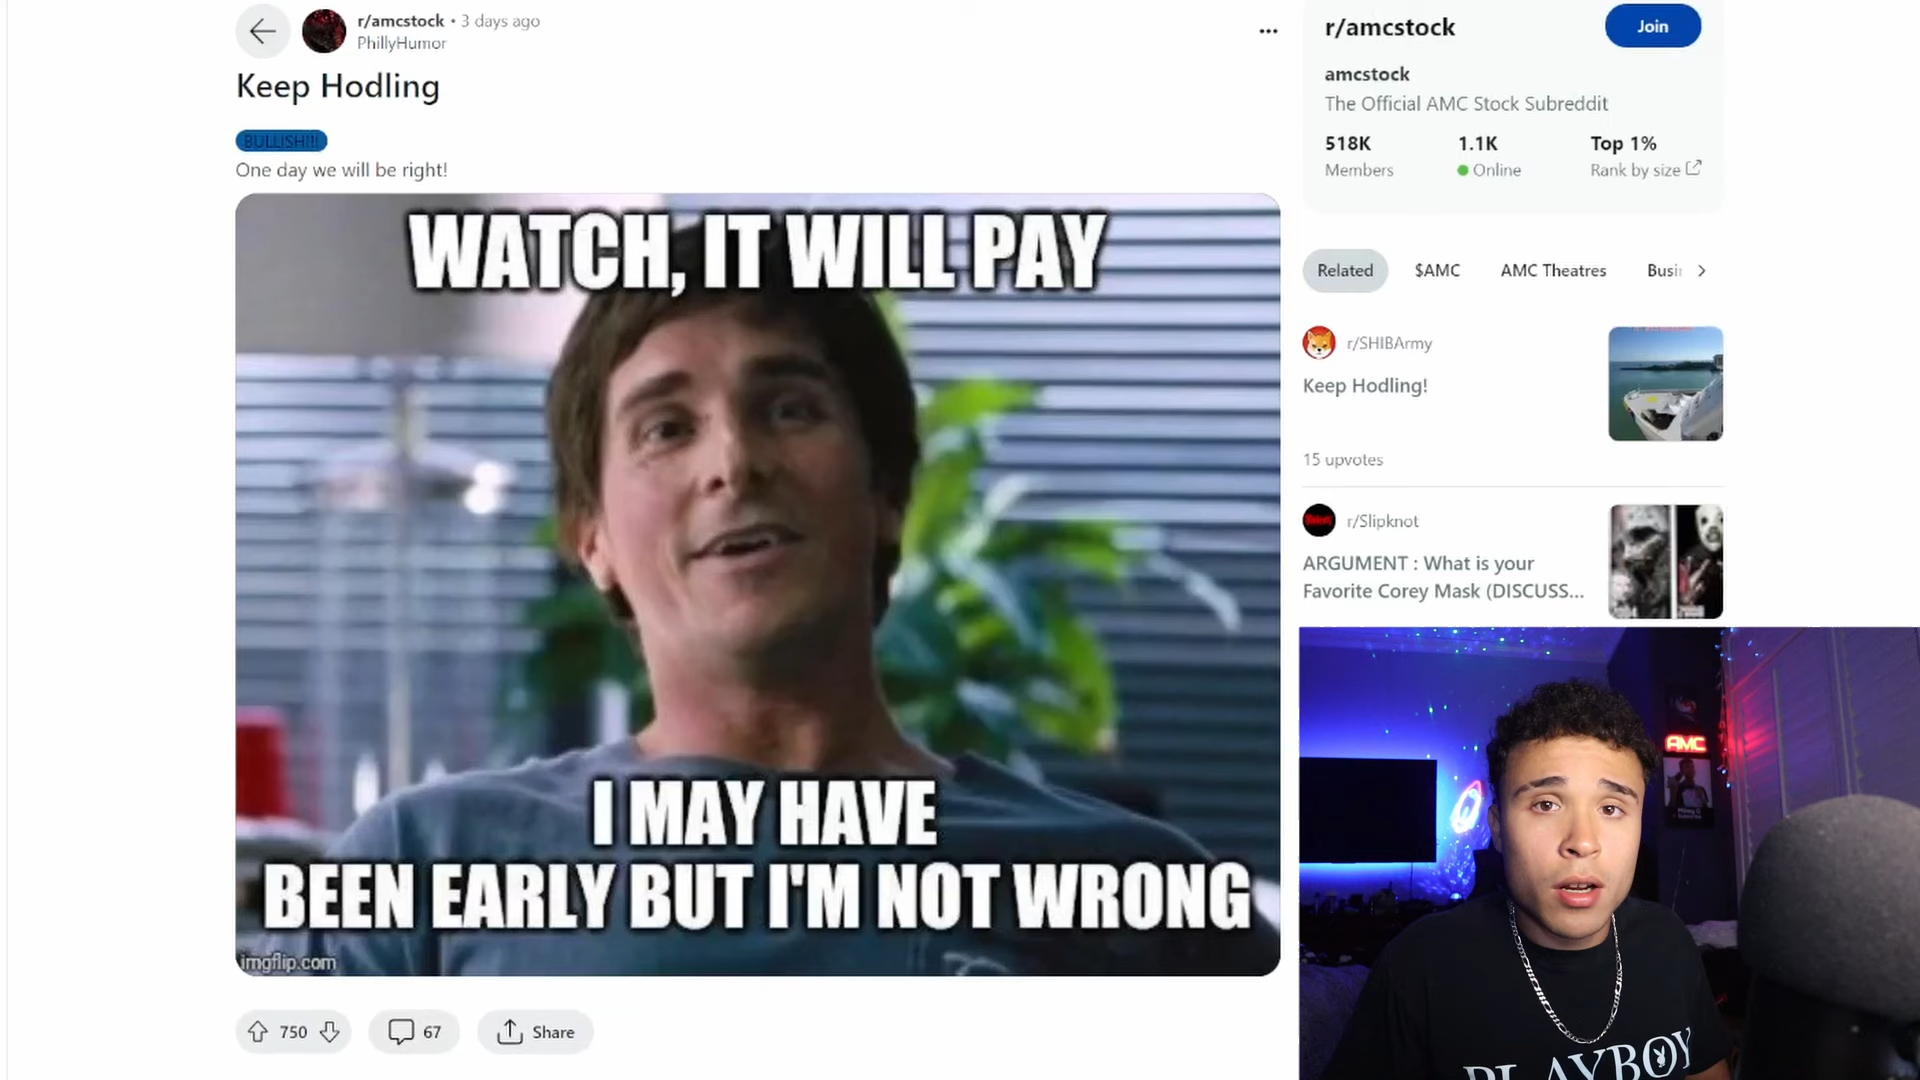 r/amcstock • 3 days ago
PhillyHumor
Keep Hodling
BULLISH!!!
One day we will be right!
WATCH, IT WILL PAY
I MAY HAVE
BEEN EARLY BUT I'M NOT WRONG
imgflip.com
750
67
Share
r/amcstock
Join
amcstock
The Official AMC Stock Subreddit
518K
1.1K
Top 1%
Members
Online
Rank by size
Related
$AMC
AMC Theatres
Busi
r/SHIBArmy
Keep Hodling!
15 upvotes
r/Slipknot
ARGUMENT : What is your
Favorite Corey Mask (DISCUSS...
AMC
PLAYBOY